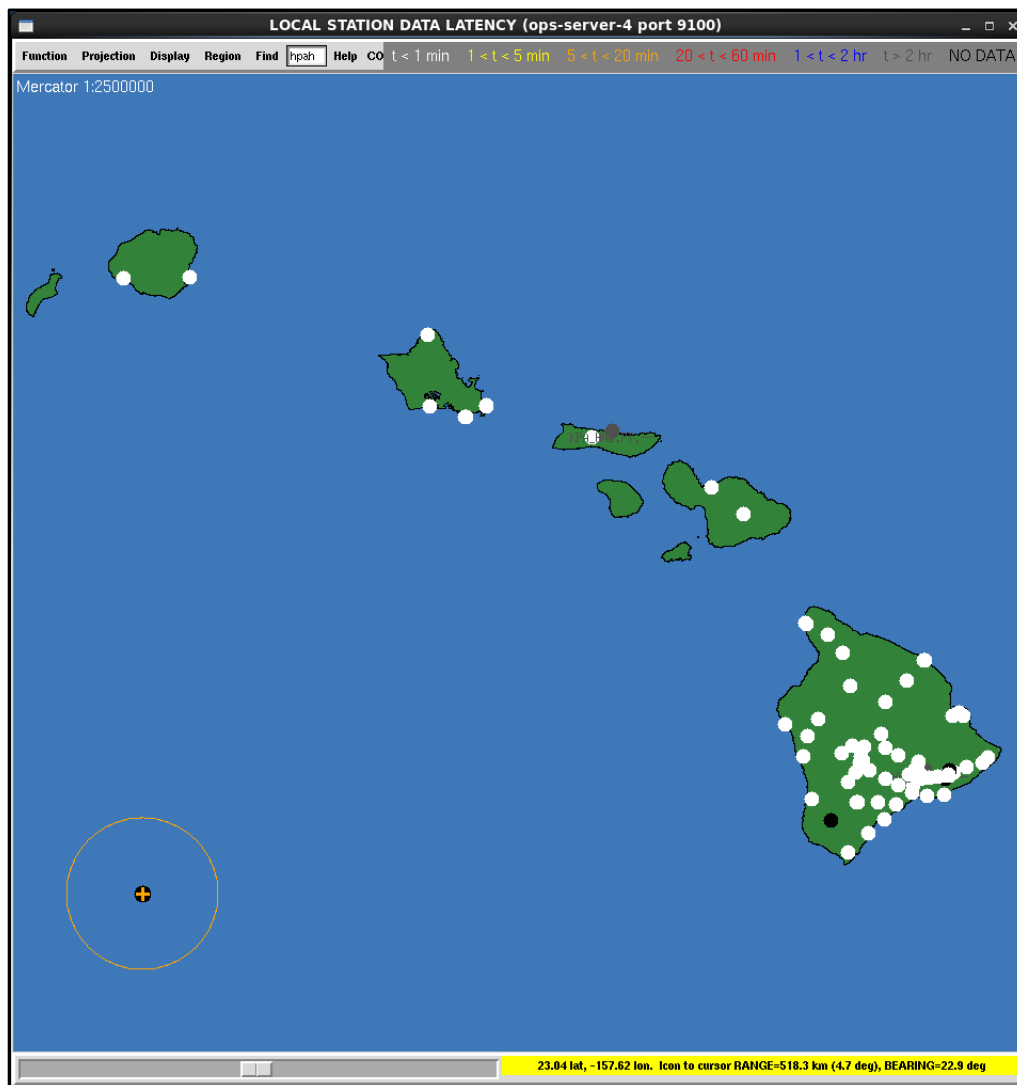 LOCAL STATION DATA LATENCY (ops-server-4 port 9100)
Function Projection Display Region Find hpah Help CO t < 1 min 1 < t < 5 min 5 < t < 20 min 20 < t < 60 min 1 < t < 2 hr t > 2 hr NO DATA
Mercator 1:2500000
23.04 lat, -157.62 lon. Icon to cursor RANGE=518.3 km (4.7 deg), BEARING=22.9 deg